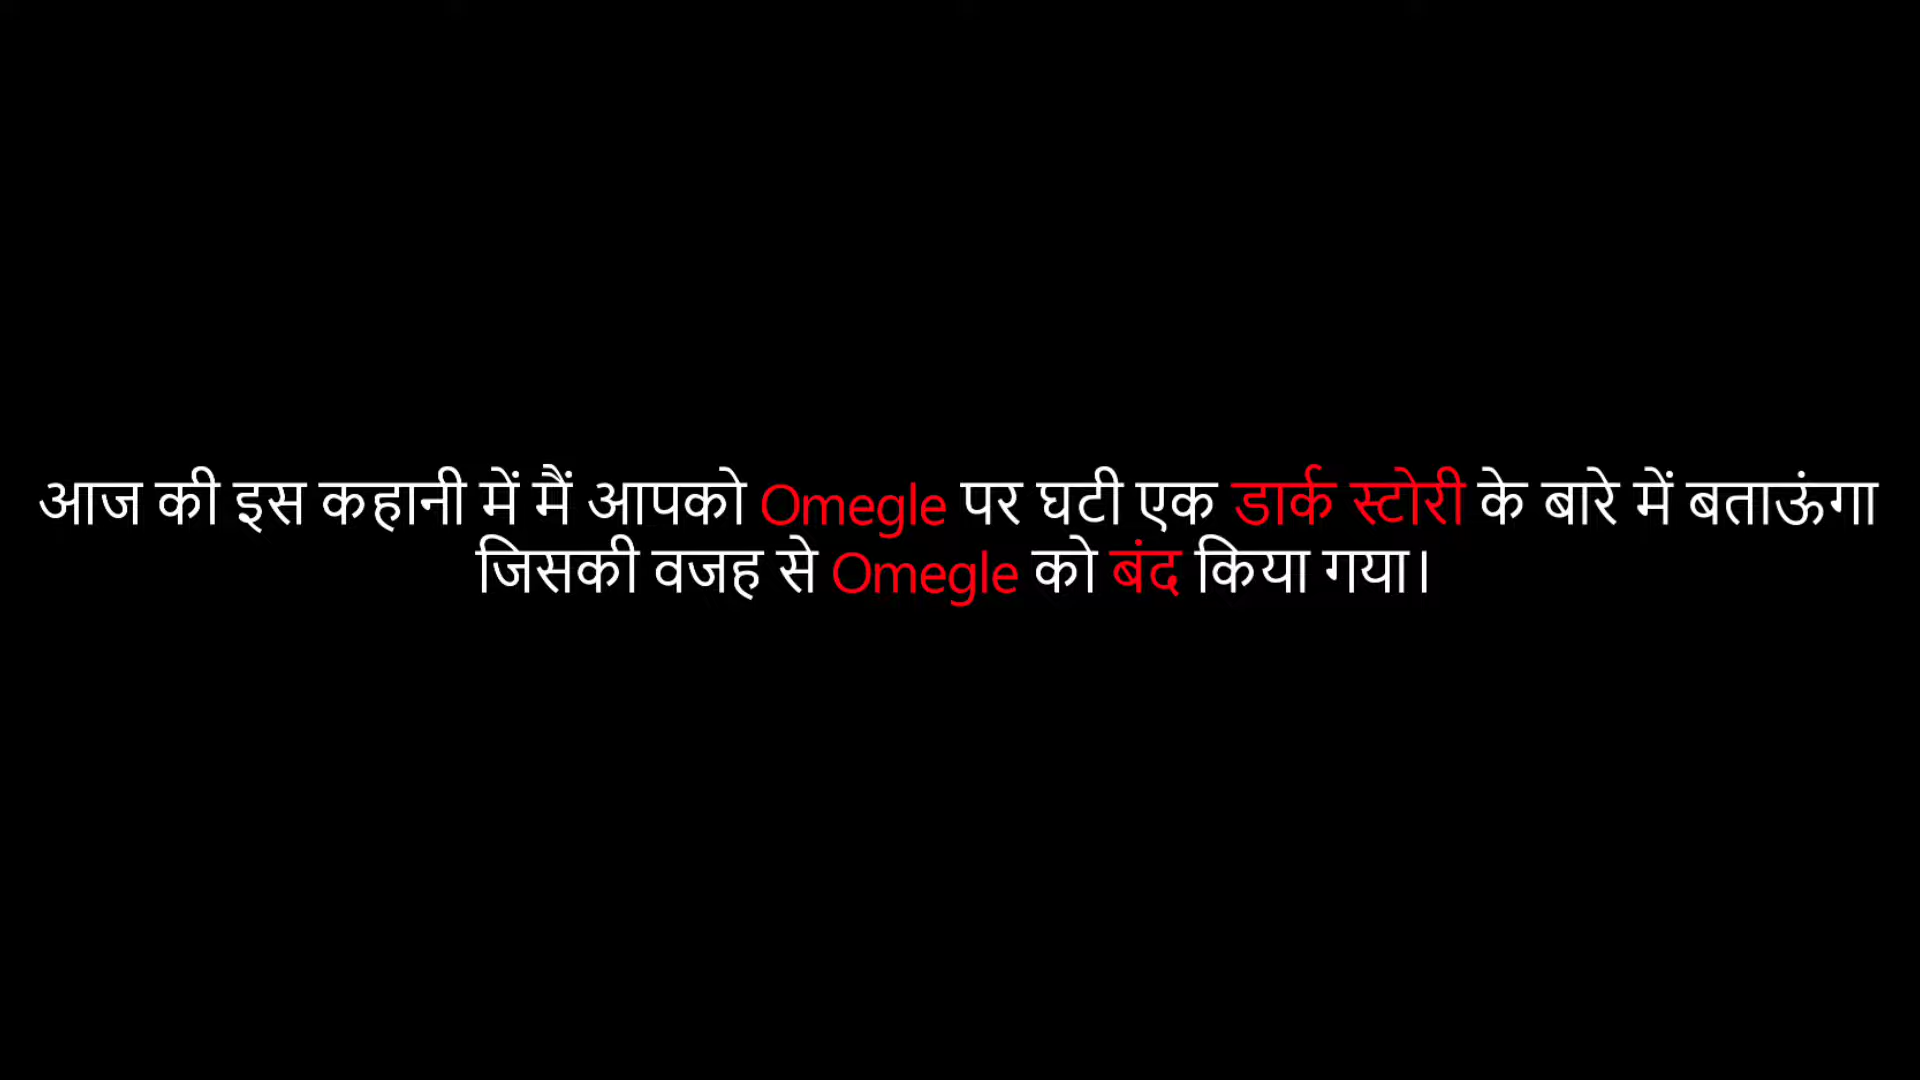 आज की इस कहानी में मैं आपको Omegle पर घटी एक डार्क स्टोरी के बारे में बताऊंगा
जिसकी वजह से Omegle को बंद किया गया।